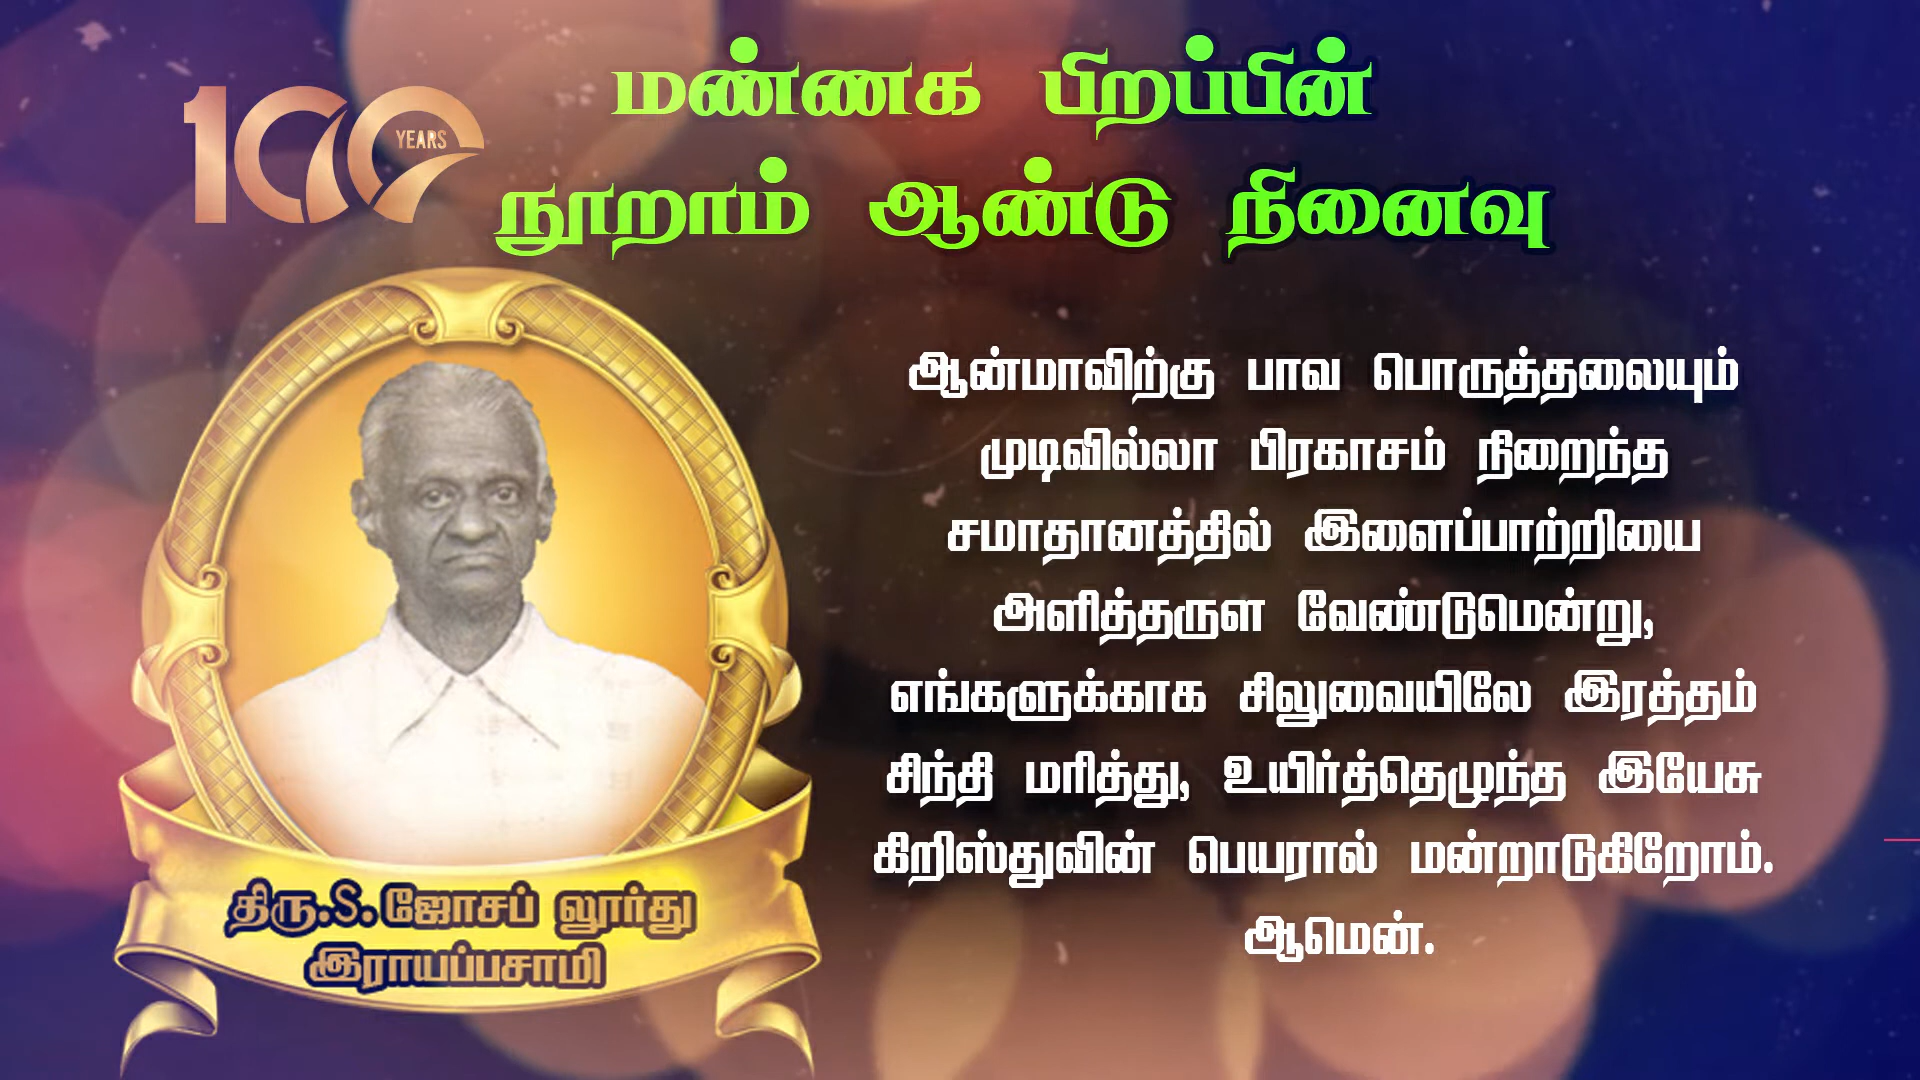 100
YEARS
மண்ணக பிறப்பின்
நூறாம் ஆண்டு நினைவு
ஆன்மாவிற்கு பாவ பொருத்தலையும்
முடிவில்லா பிரகாசம் நிறைந்த
சமாதானத்தில் இளைப்பாற்றியை
அளித்தருள வேண்டுமென்று,
எங்களுக்காக சிலுவையிலே இரத்தம்
சிந்தி மரித்து, உயிர்த்தெழுந்த இயேசு
கிறிஸ்துவின் பெயரால் மன்றாடுகிறோம்.
ஆமென்.
திரு.S.ஜோசப் லூர்து
இராயப்பசாமி